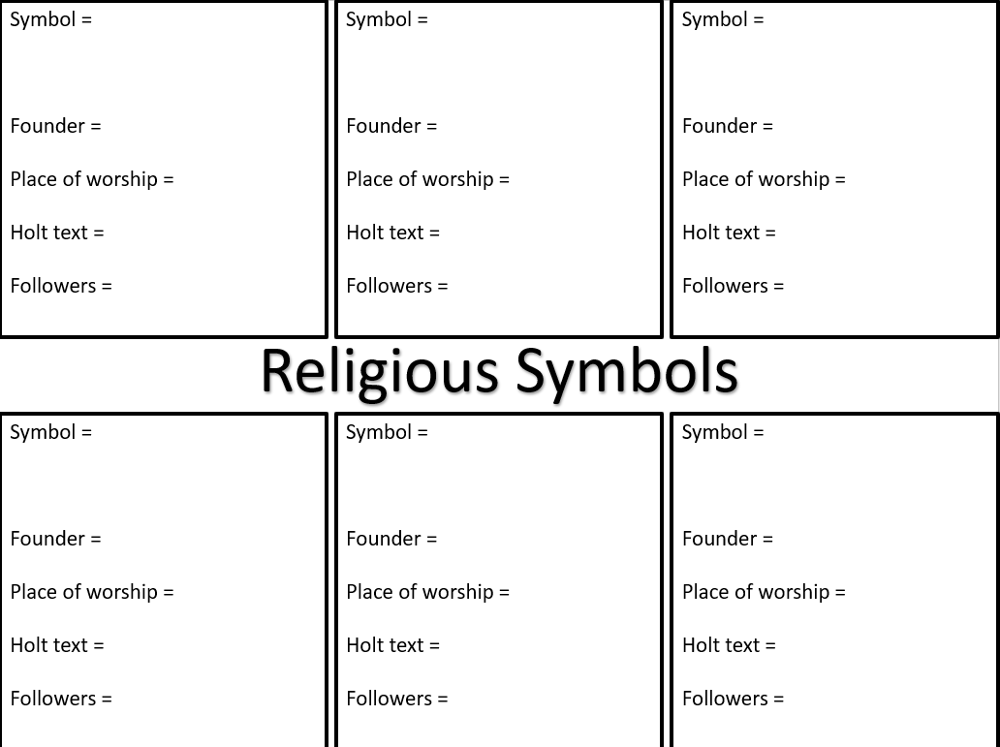 Symbol =
Founder =
Place of worship =
Holt text =
Followers =
Symbol =
Founder =
Place of worship =
Holt text =
Followers =
Symbol =
Founder =
Place of worship =
Holt text =
Followers =
Religious Symbols
Symbol =
Founder =
Place of worship =
Holt text =
Followers =
Symbol =
Founder =
Place of worship =
Holt text =
Followers =
Symbol =
Founder =
Place of worship =
Holt text =
Followers =